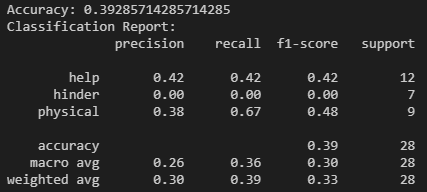 Accuracy: 0.39285714285714285
Classification Report:
precision recall f1-score support
help 0.42 0.42 0.42 12
hinder 0.00 0.00 0.00 7
physical 0.38 0.67 0.48 9
accuracy 0.39 28
macro avg 0.26 0.36 0.30 28
weighted avg 0.30 0.39 0.33 28